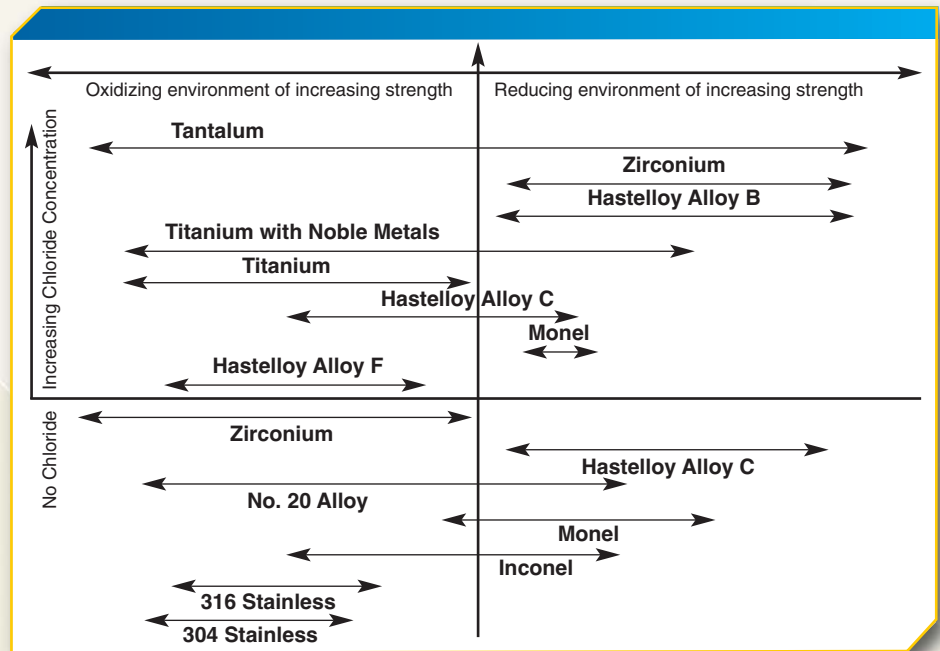 Oxidizing environment of increasing strength
Reducing environment of increasing strength
Increasing Chloride Concentration
Tantalum
Zirconium
Hastelloy Alloy B
Titanium with Noble Metals
Titanium
Hastelloy Alloy C
Monel
Hastelloy Alloy F
No Chloride
Zirconium
Hastelloy Alloy C
No. 20 Alloy
Monel
Inconel
316 Stainless
304 Stainless